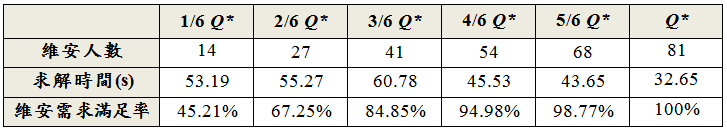 1/6 Q* 2/6 Q* 3/6 Q* 4/6 Q* 5/6 Q* Q*
維安人數 14 27 41 54 68 81
求解時間(s) 53.19 55.27 60.78 45.53 43.65 32.65
維安需求滿足率 45.21% 67.25% 84.85% 94.98% 98.77% 100%